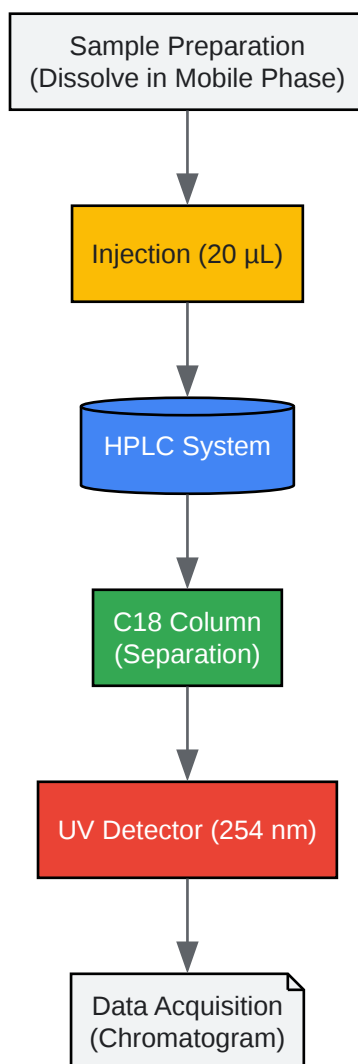 Sample Preparation
(Dissolve in Mobile Phase)
Injection (20 µL)
HPLC System
C18 Column
(Separation)
UV Detector (254 nm)
Data Acquisition
(Chromatogram)